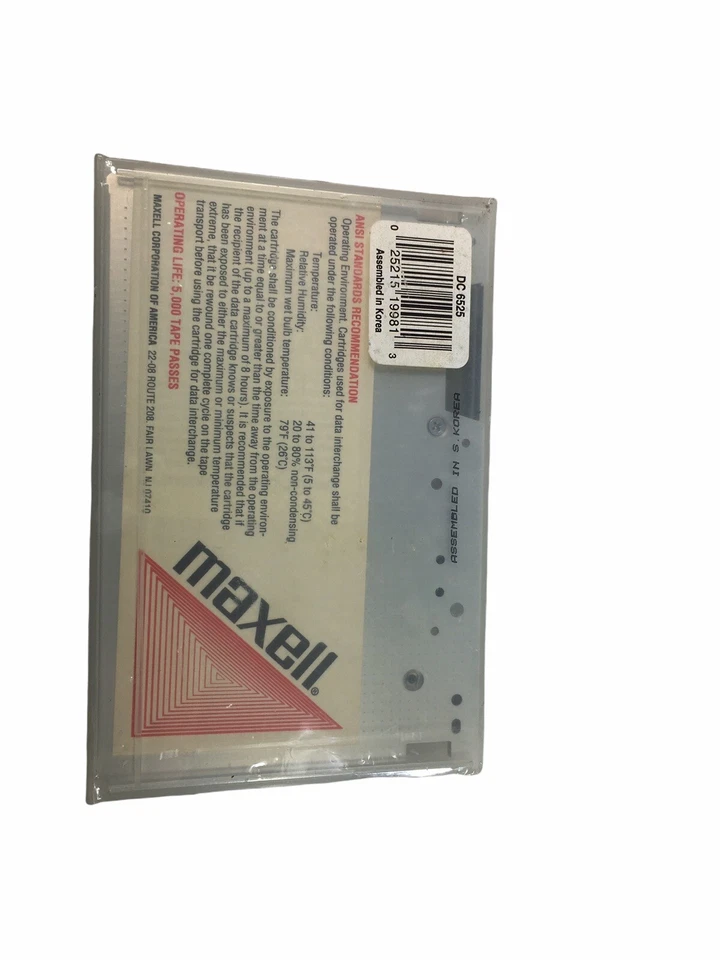 DC 6525
0 25215 19981 3
Assembled in Korea
ASSEMBLED IN S. KOREA
ANSI STANDARDS RECOMMENDATION
Operating Environment. Cartridges used for data interchange shall be
operated under the following conditions:
Temperature: 41 to 113°F (5 to 45°C)
Relative Humidity: 20 to 80% non-condensing
Maximum wet bulb temperature: 79°F (26°C)
The cartridge shall be conditioned by exposure to the operating environ-
ment at a time equal to or greater than the time away from the operating
environment (up to a maximum of 8 hours). It is recommended that if
the recipient of the data cartridge knows or suspects that the cartridge
has been exposed to either the maximum or minimum temperature
extreme, that it be rewound one complete cycle on the tape
transport before using the cartridge for data interchange.
OPERATING LIFE: 5,000 TAPE PASSES
MAXELL CORPORATION OF AMERICA 22-08 ROUTE 208, FAIR LAWN, NJ 07410
maxell®